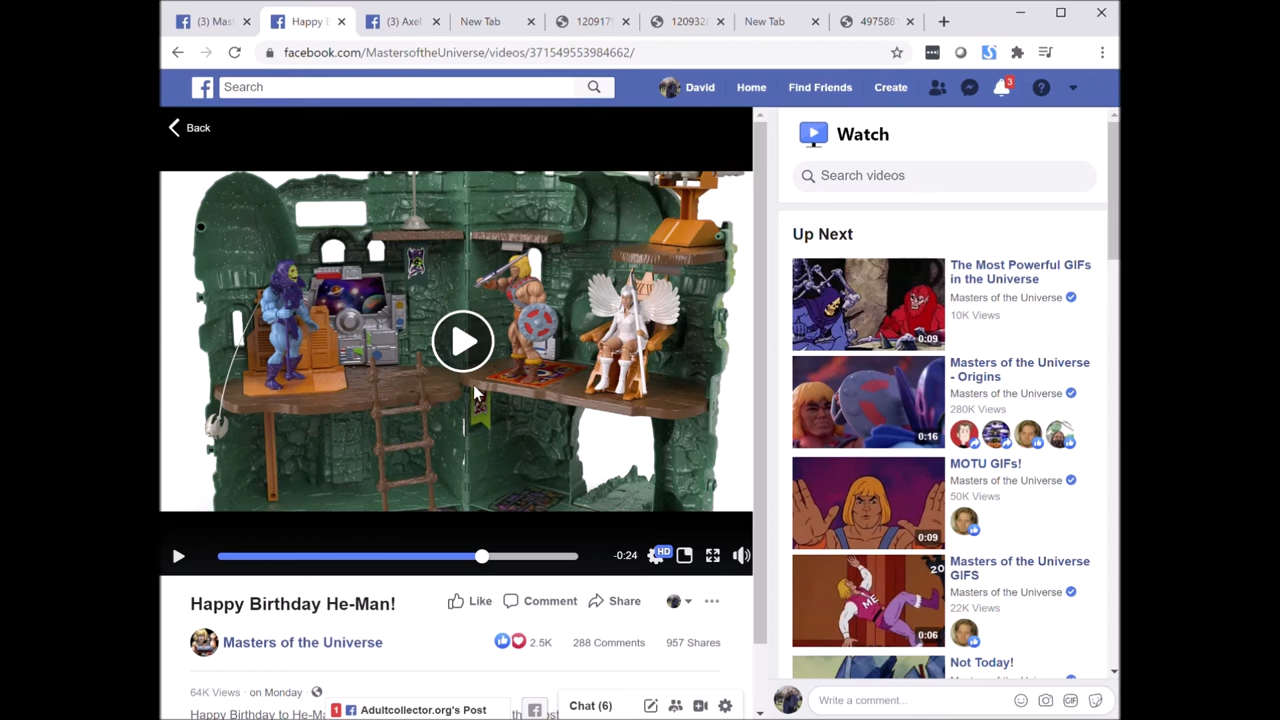 (3) Mas
Happy B
(3) Axel
New Tab
120917
120932
New Tab
497588
facebook.com/MastersoftheUniverse/videos/371549553984662/
Search
David
Home
Find Friends
Create
3
Back
Watch
Search videos
Up Next
The Most Powerful GIFs
in the Universe
Masters of the Universe
10K Views
0:09
Masters of the Universe
- Origins
Masters of the Universe
280K Views
0:16
MOTU GIFs!
Masters of the Universe
50K Views
0:09
Masters of the Universe
GIFS
Masters of the Universe
22K Views
ME
20
0:06
Not Today!
-0:24
HD
Happy Birthday He-Man!
Like
Comment
Share
Masters of the Universe
2.5K
288 Comments
957 Shares
64K Views · on Monday ·
Happy Birthday to He-Ma
1
Adultcollector.org's Post
Chat (6)
Write a comment...
GIF